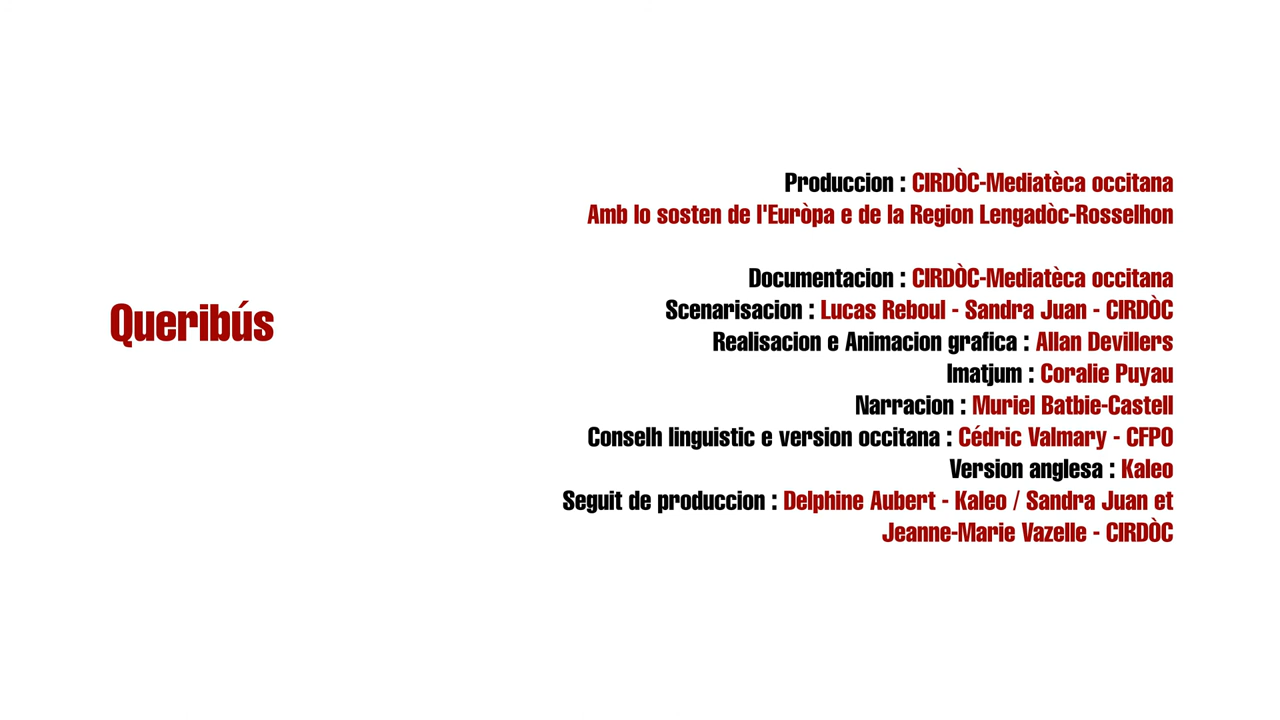 Queribús
Produccion : CIRDÒC-Mediatèca occitana
Amb lo sosten de l'Euròpa e de la Region Lengadòc-Rosselhon
Documentacion : CIRDÒC-Mediatèca occitana
Scenarisacion : Lucas Reboul - Sandra Juan - CIRDÒC
Realisacion e Animacion grafica : Allan Devillers
Imatjum : Coralie Puyau
Narracion : Muriel Batbie-Castell
Conselh linguistic e version occitana : Cédric Valmary - CFPO
Version anglesa : Kaleo
Seguit de produccion : Delphine Aubert - Kaleo / Sandra Juan et
Jeanne-Marie Vazelle - CIRDÒC